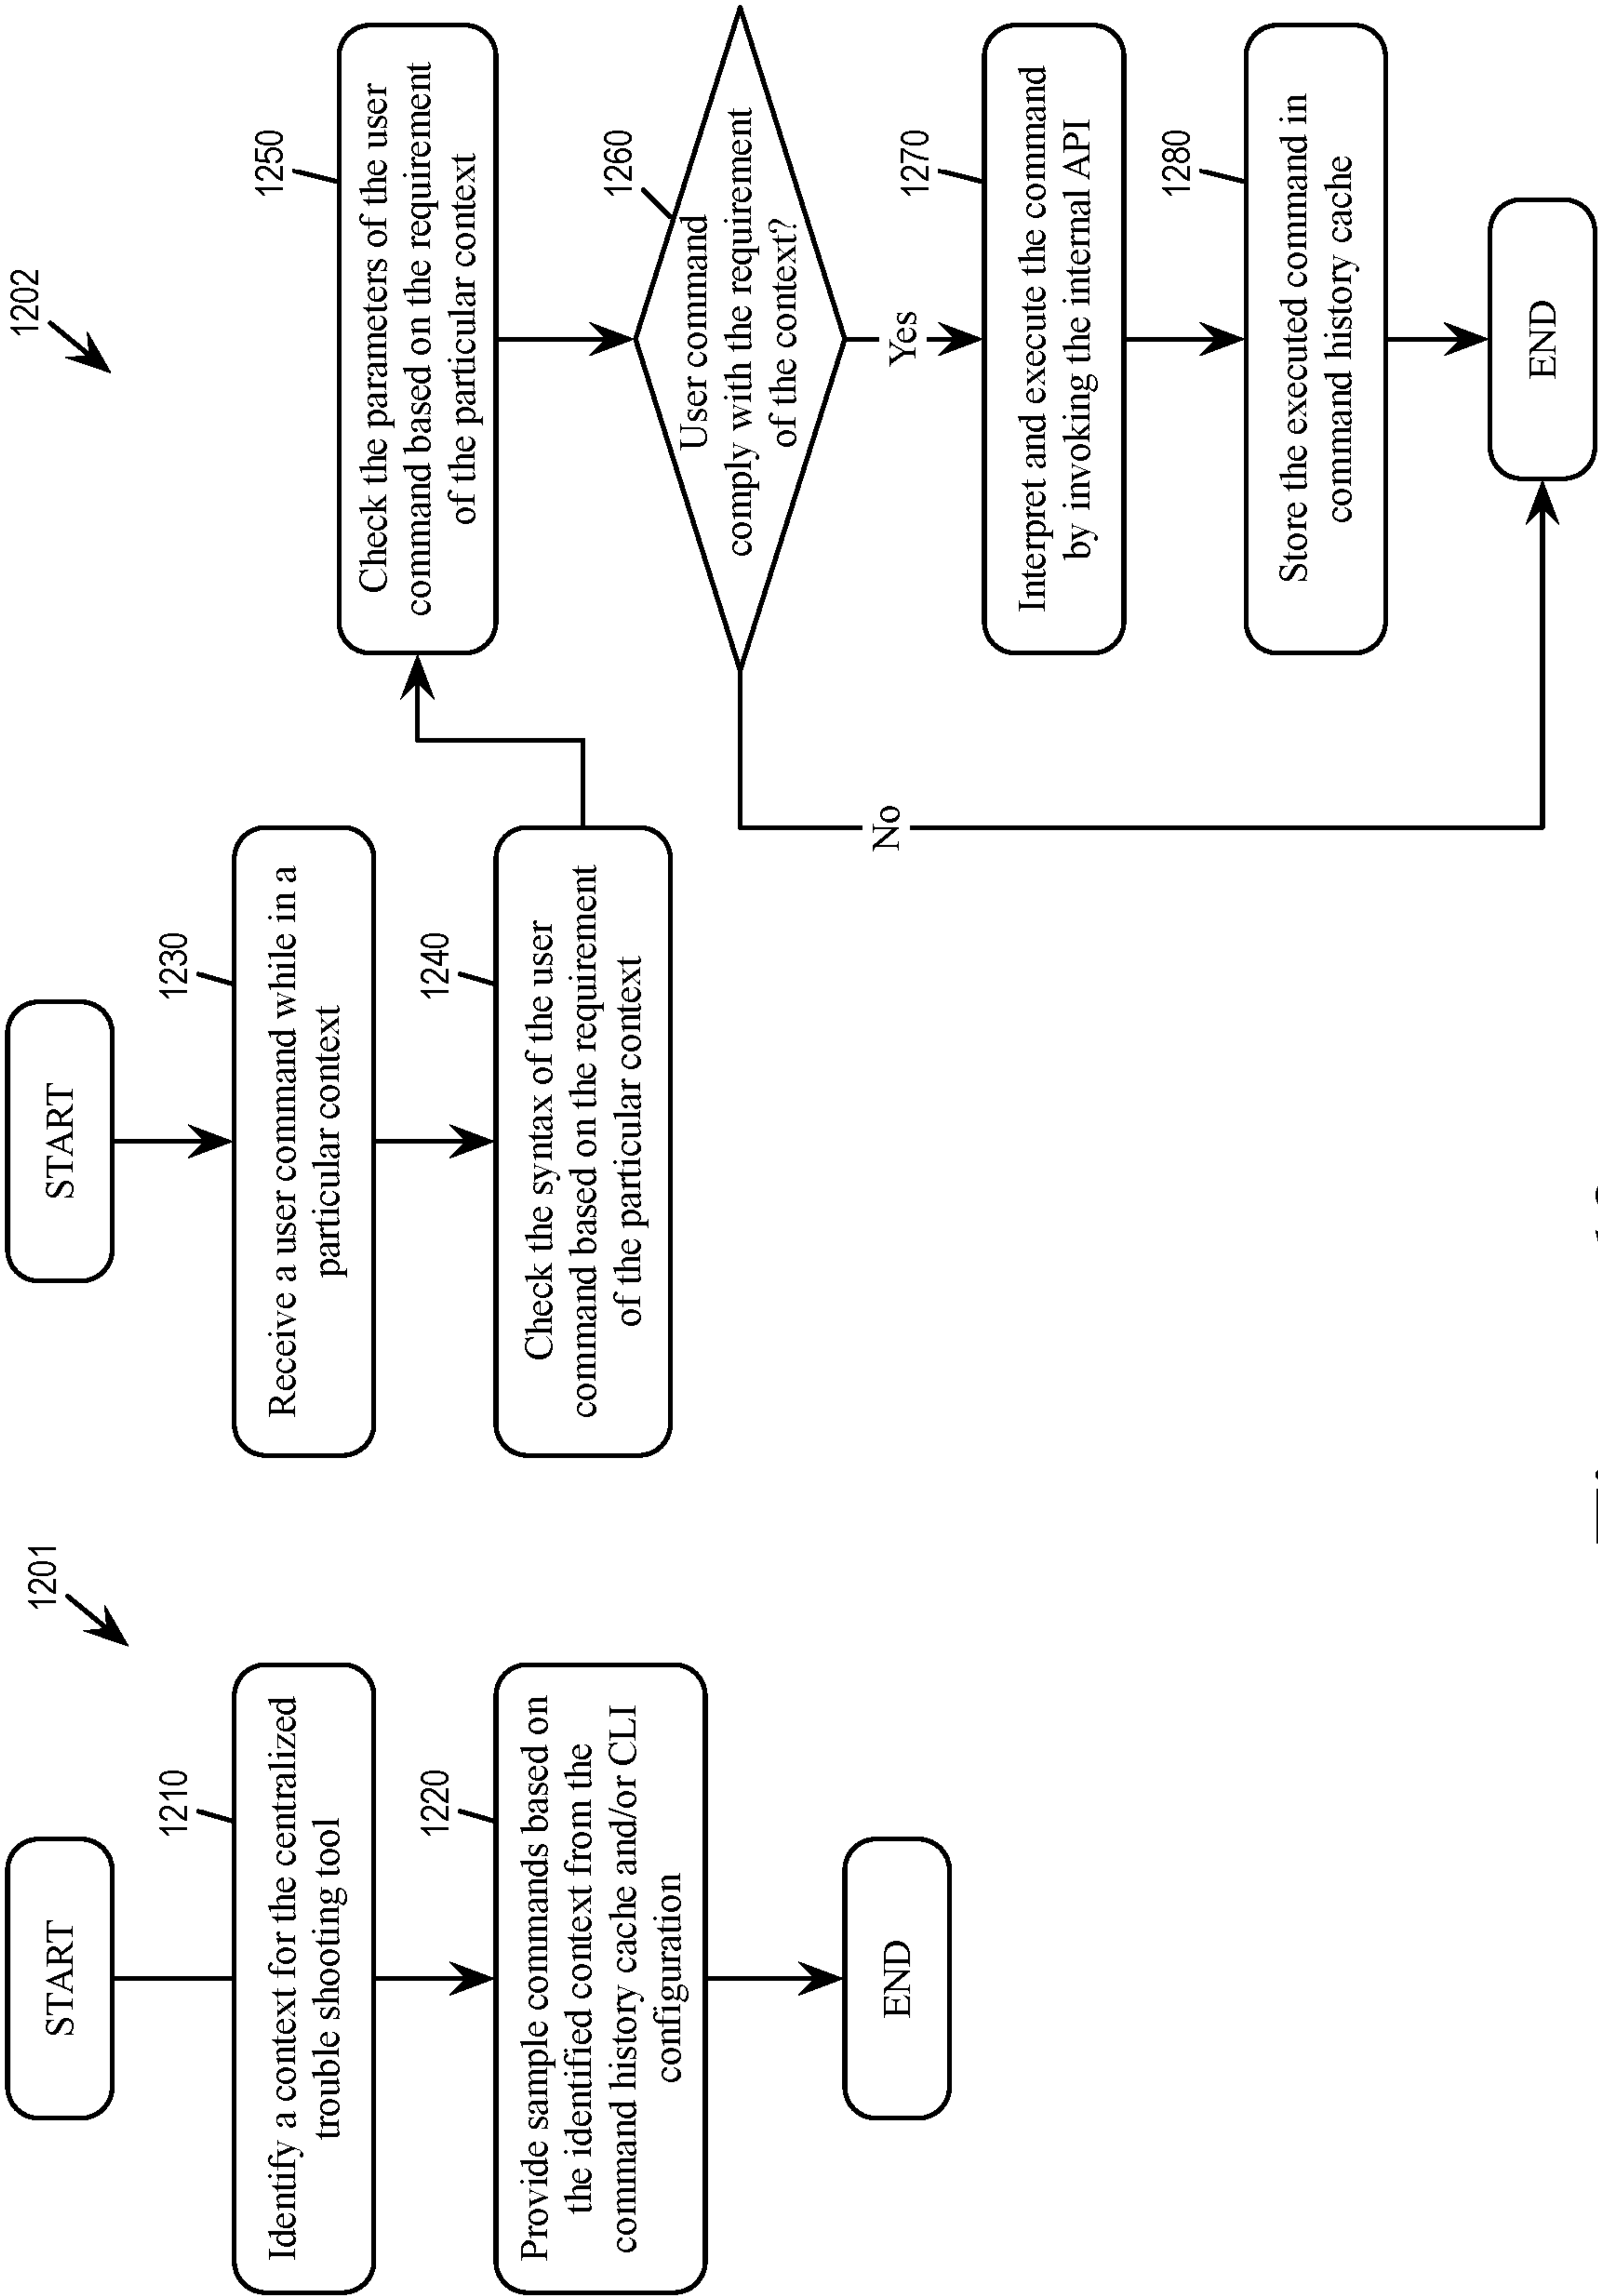 1201
START
1210
Identify a context for the centralized
trouble shooting tool
1220
Provide sample commands based on
the identified context from the
command history cache and/or CLI
configuration
END
1202
START
1230
Receive a user command while in a
particular context
1240
Check the syntax of the user
command based on the requirement
of the particular context
1250
Check the parameters of the user
command based on the requirement
of the particular context
1260
User command
comply with the requirement
of the context?
No
Yes
1270
Interpret and execute the command
by invoking the internal API
1280
Store the executed command in
command history cache
END